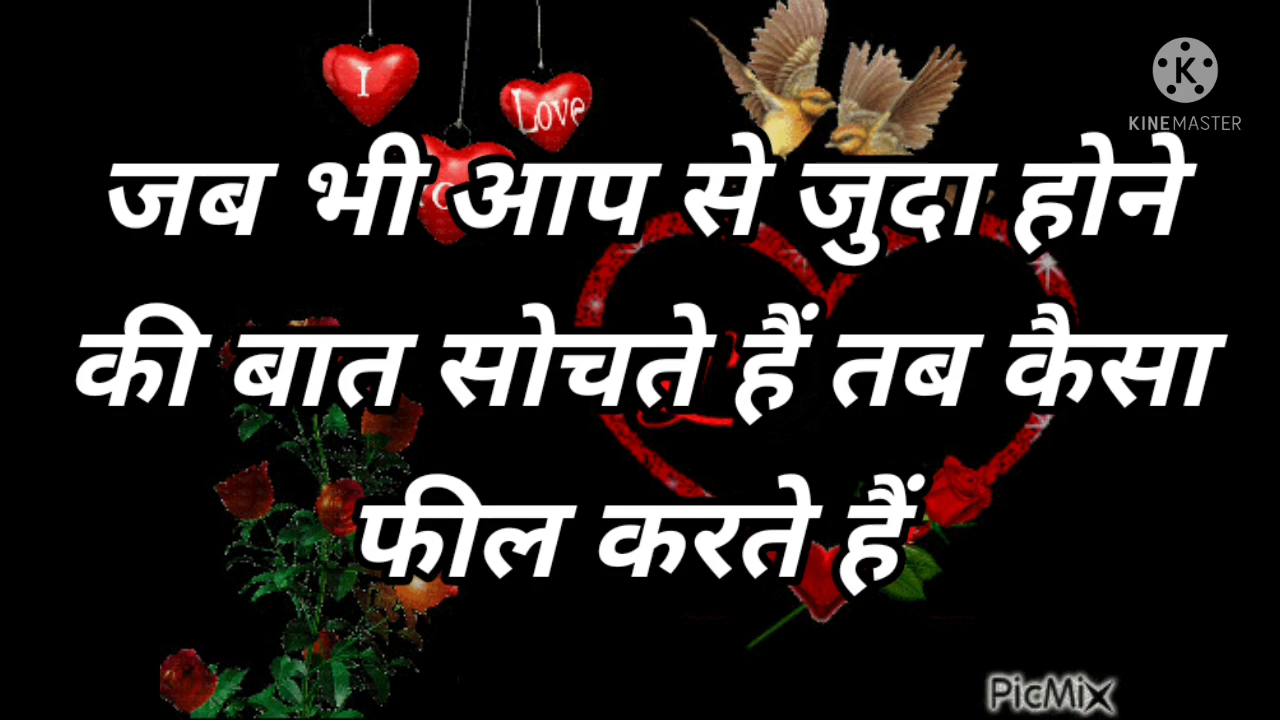 I
Love
KINEMASTER
जब भी आप से जुदा होने
की बात सोचते हैं तब कैसा
फील करते हैं
PicMix